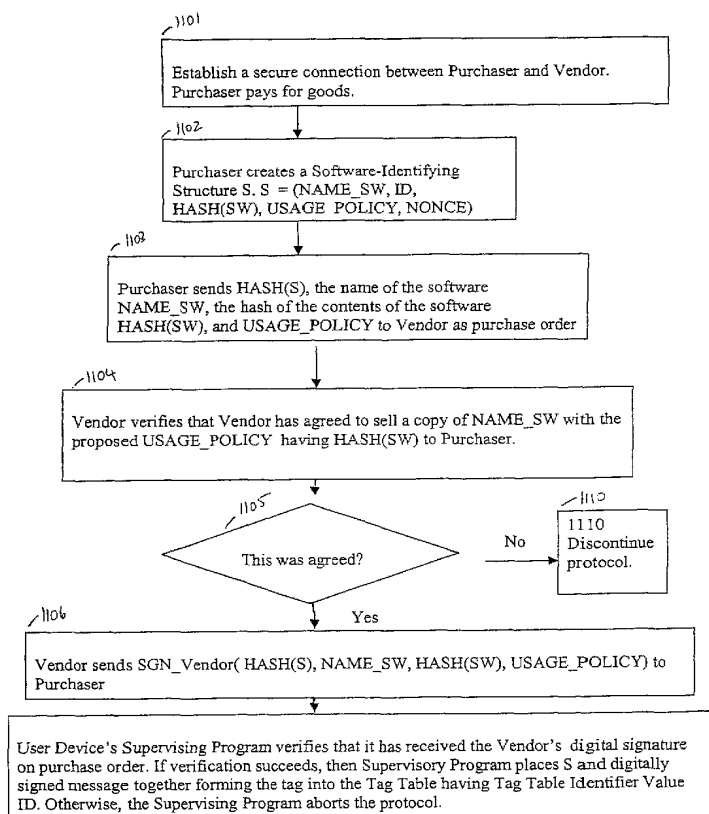 1101
Establish a secure connection between Purchaser and Vendor.
Purchaser pays for goods.
1102
Purchaser creates a Software-Identifying
Structure S. S = (NAME_SW, ID,
HASH(SW), USAGE_POLICY, NONCE)
1103
Purchaser sends HASH(S), the name of the software
NAME_SW, the hash of the contents of the software
HASH(SW), and USAGE_POLICY to Vendor as purchase order
1104
Vendor verifies that Vendor has agreed to sell a copy of NAME_SW with the
proposed USAGE_POLICY having HASH(SW) to Purchaser.
1105
This was agreed?
No
1110
1110
Discontinue
protocol.
Yes
1106
Vendor sends SGN_Vendor( HASH(S), NAME_SW, HASH(SW), USAGE_POLICY) to
Purchaser
User Device's Supervising Program verifies that it has received the Vendor's digital signature
on purchase order. If verification succeeds, then Supervisory Program places S and digitally
signed message together forming the tag into the Tag Table having Tag Table Identifier Value
ID. Otherwise, the Supervising Program aborts the protocol.